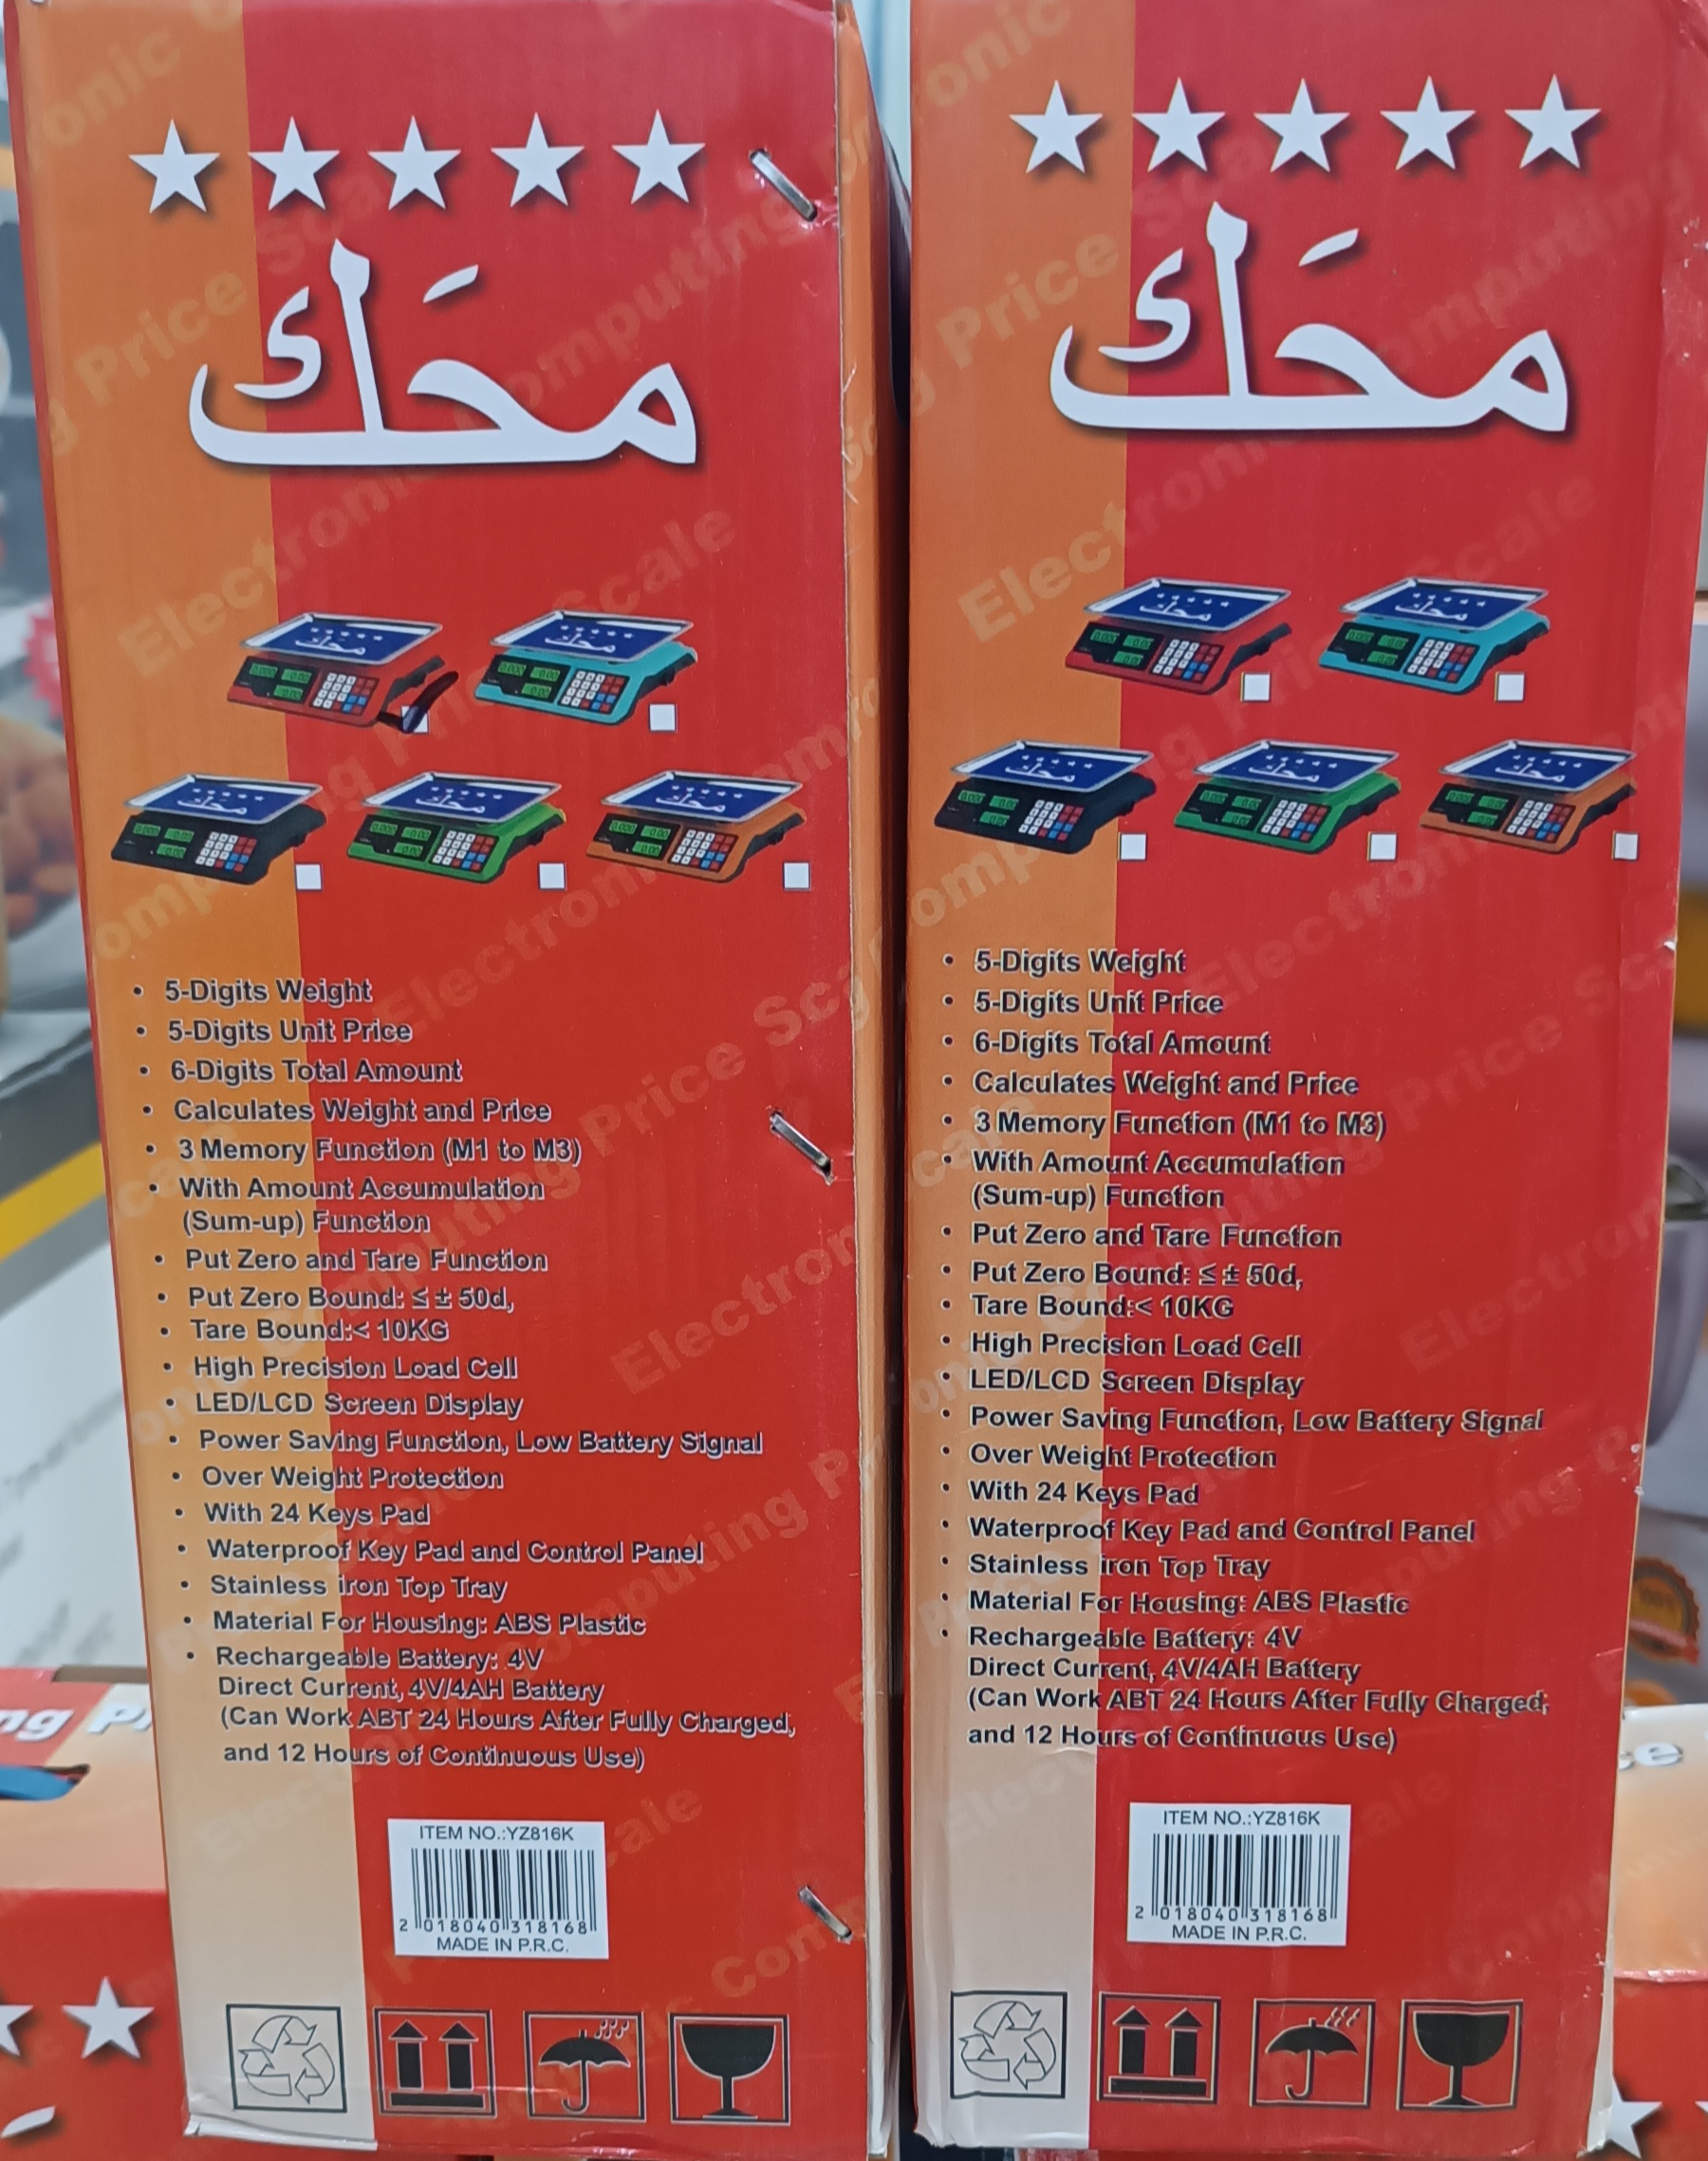 محَك
5-Digits Weight
5-Digits Unit Price
6-Digits Total Amount
Calculates Weight and Price
3 Memory Function (M1 to M3)
With Amount Accumulation
(Sum-up) Function
Put Zero and Tare Function
Put Zero Bound: ≤ ± 50d,
Tare Bound:< 10KG
High Precision Load Cell
LED/LCD Screen Display
Power Saving Function, Low Battery Signal
Over Weight Protection
With 24 Keys Pad
Waterproof Key Pad and Control Panel
Stainless iron Top Tray
Material For Housing: ABS Plastic
Rechargeable Battery: 4V
Direct Current, 4V/4AH Battery
(Can Work ABT 24 Hours After Fully Charged,
and 12 Hours of Continuous Use)
ITEM NO.:YZ816K
2 018040 318168
MADE IN P.R.C.
محَك
5-Digits Weight
5-Digits Unit Price
6-Digits Total Amount
Calculates Weight and Price
3 Memory Function (M1 to M3)
With Amount Accumulation
(Sum-up) Function
Put Zero and Tare Function
Put Zero Bound: ≤ ± 50d,
Tare Bound:< 10KG
High Precision Load Cell
LED/LCD Screen Display
Power Saving Function, Low Battery Signal
Over Weight Protection
With 24 Keys Pad
Waterproof Key Pad and Control Panel
Stainless iron Top Tray
Material For Housing: ABS Plastic
Rechargeable Battery: 4V
Direct Current, 4V/4AH Battery
(Can Work ABT 24 Hours After Fully Charged,
and 12 Hours of Continuous Use)
ITEM NO.:YZ816K
2 018040 318168
MADE IN P.R.C.